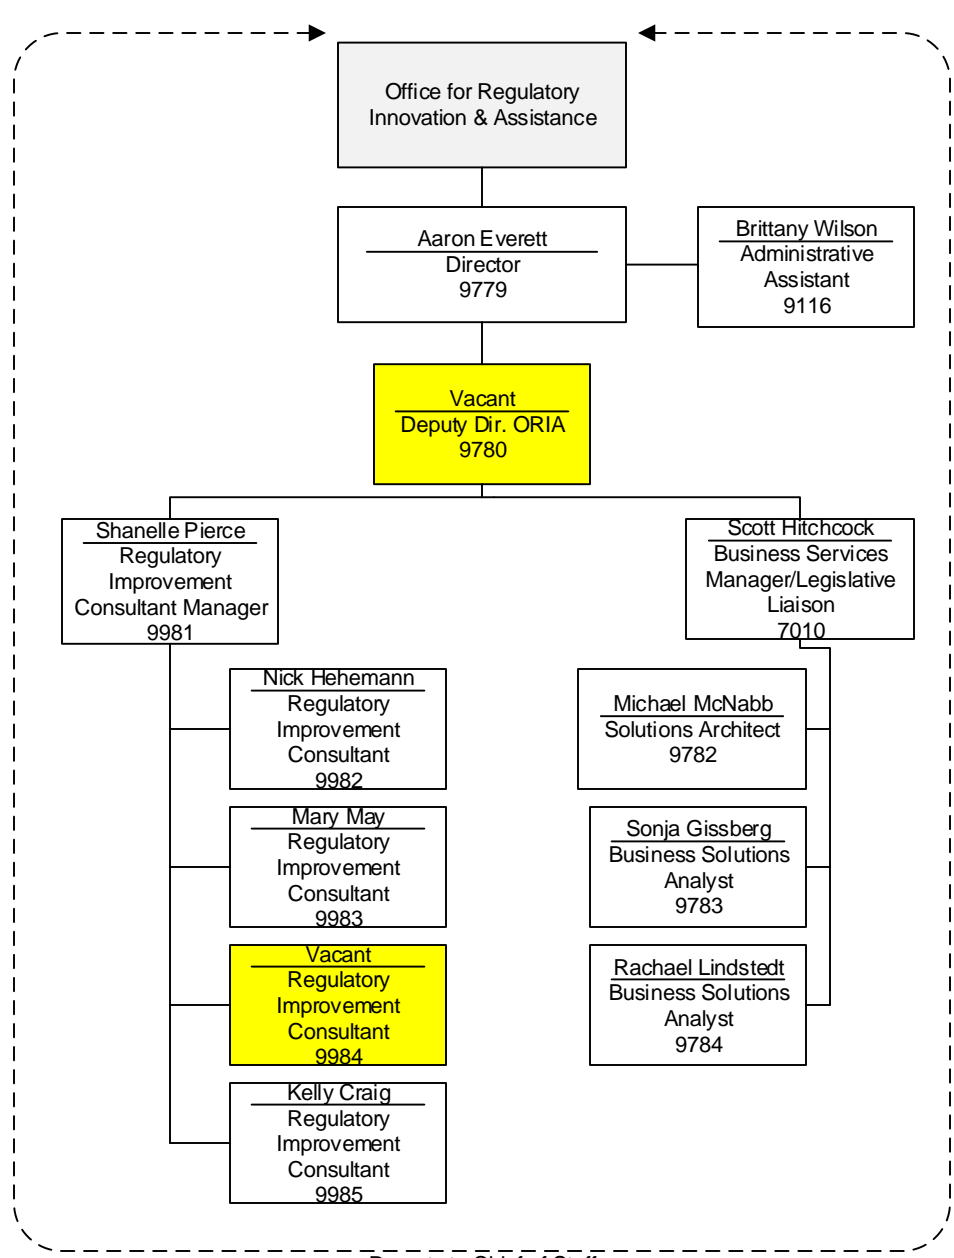 Office for Regulatory
Innovation & Assistance
Aaron Everett
Director
9779
Brittany Wilson
Administrative
Assistant
9116
Vacant
Deputy Dir. ORIA
9780
Shanelle Pierce
Regulatory
Improvement
Consultant Manager
9981
Scott Hitchcock
Business Services
Manager/Legislative
Liaison
7010
Nick Hehemann
Regulatory
Improvement
Consultant
9982
Mary May
Regulatory
Improvement
Consultant
9983
Vacant
Regulatory
Improvement
Consultant
9984
Kelly Craig
Regulatory
Improvement
Consultant
9985
Michael McNabb
Solutions Architect
9782
Sonja Gissberg
Business Solutions
Analyst
9783
Rachael Lindstedt
Business Solutions
Analyst
9784